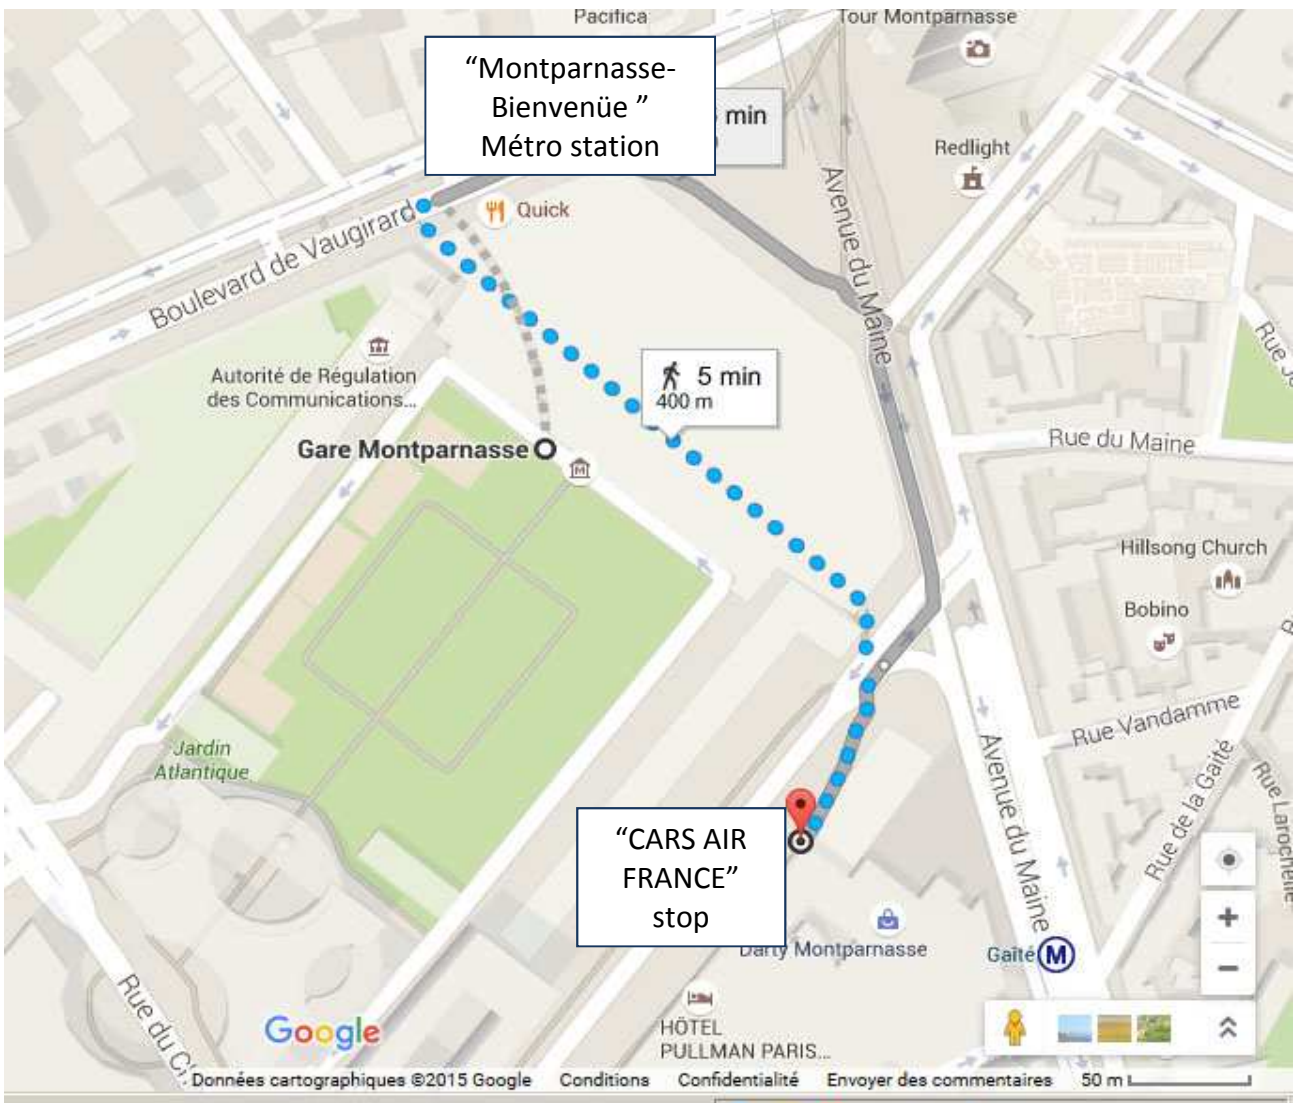 Pacifica
Tour Montparnasse
“Montparnasse-
Bienvenüe ”
Métro station
min
Redlight
Avenue du Maine
Quick
Boulevard de Vaugirard
Autorité de Régulation
des Communications...
5 min
400 m
Gare Montparnasse
Rue du Maine
Hillsong Church
Bobino
Rue Vandamme
Jardin
Atlantique
Avenue du Maine
Rue de la Gaîté
Rue Larochelle
“CARS AIR
FRANCE”
stop
Darty Montparnasse
Gaîté M
Rue du
HÔTEL
PULLMAN PARIS...
Google
Données cartographiques ©2015 Google Conditions Confidentialité Envoyer des commentaires 50 m